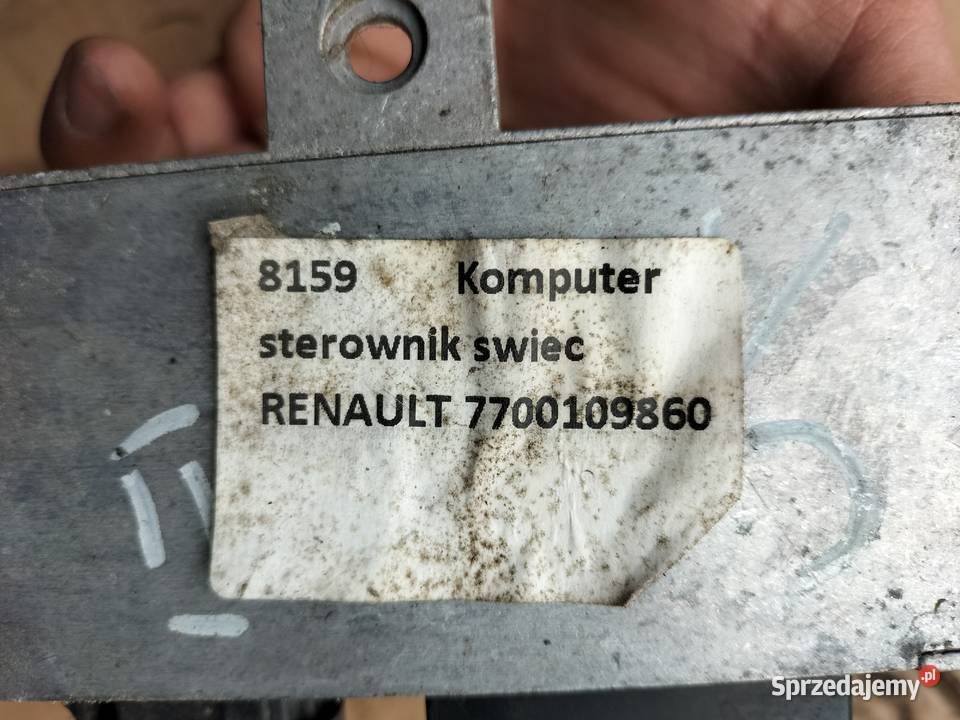 8159 Komputer
sterownik swiec
RENAULT 7700109860
Sprzedajemy.pl